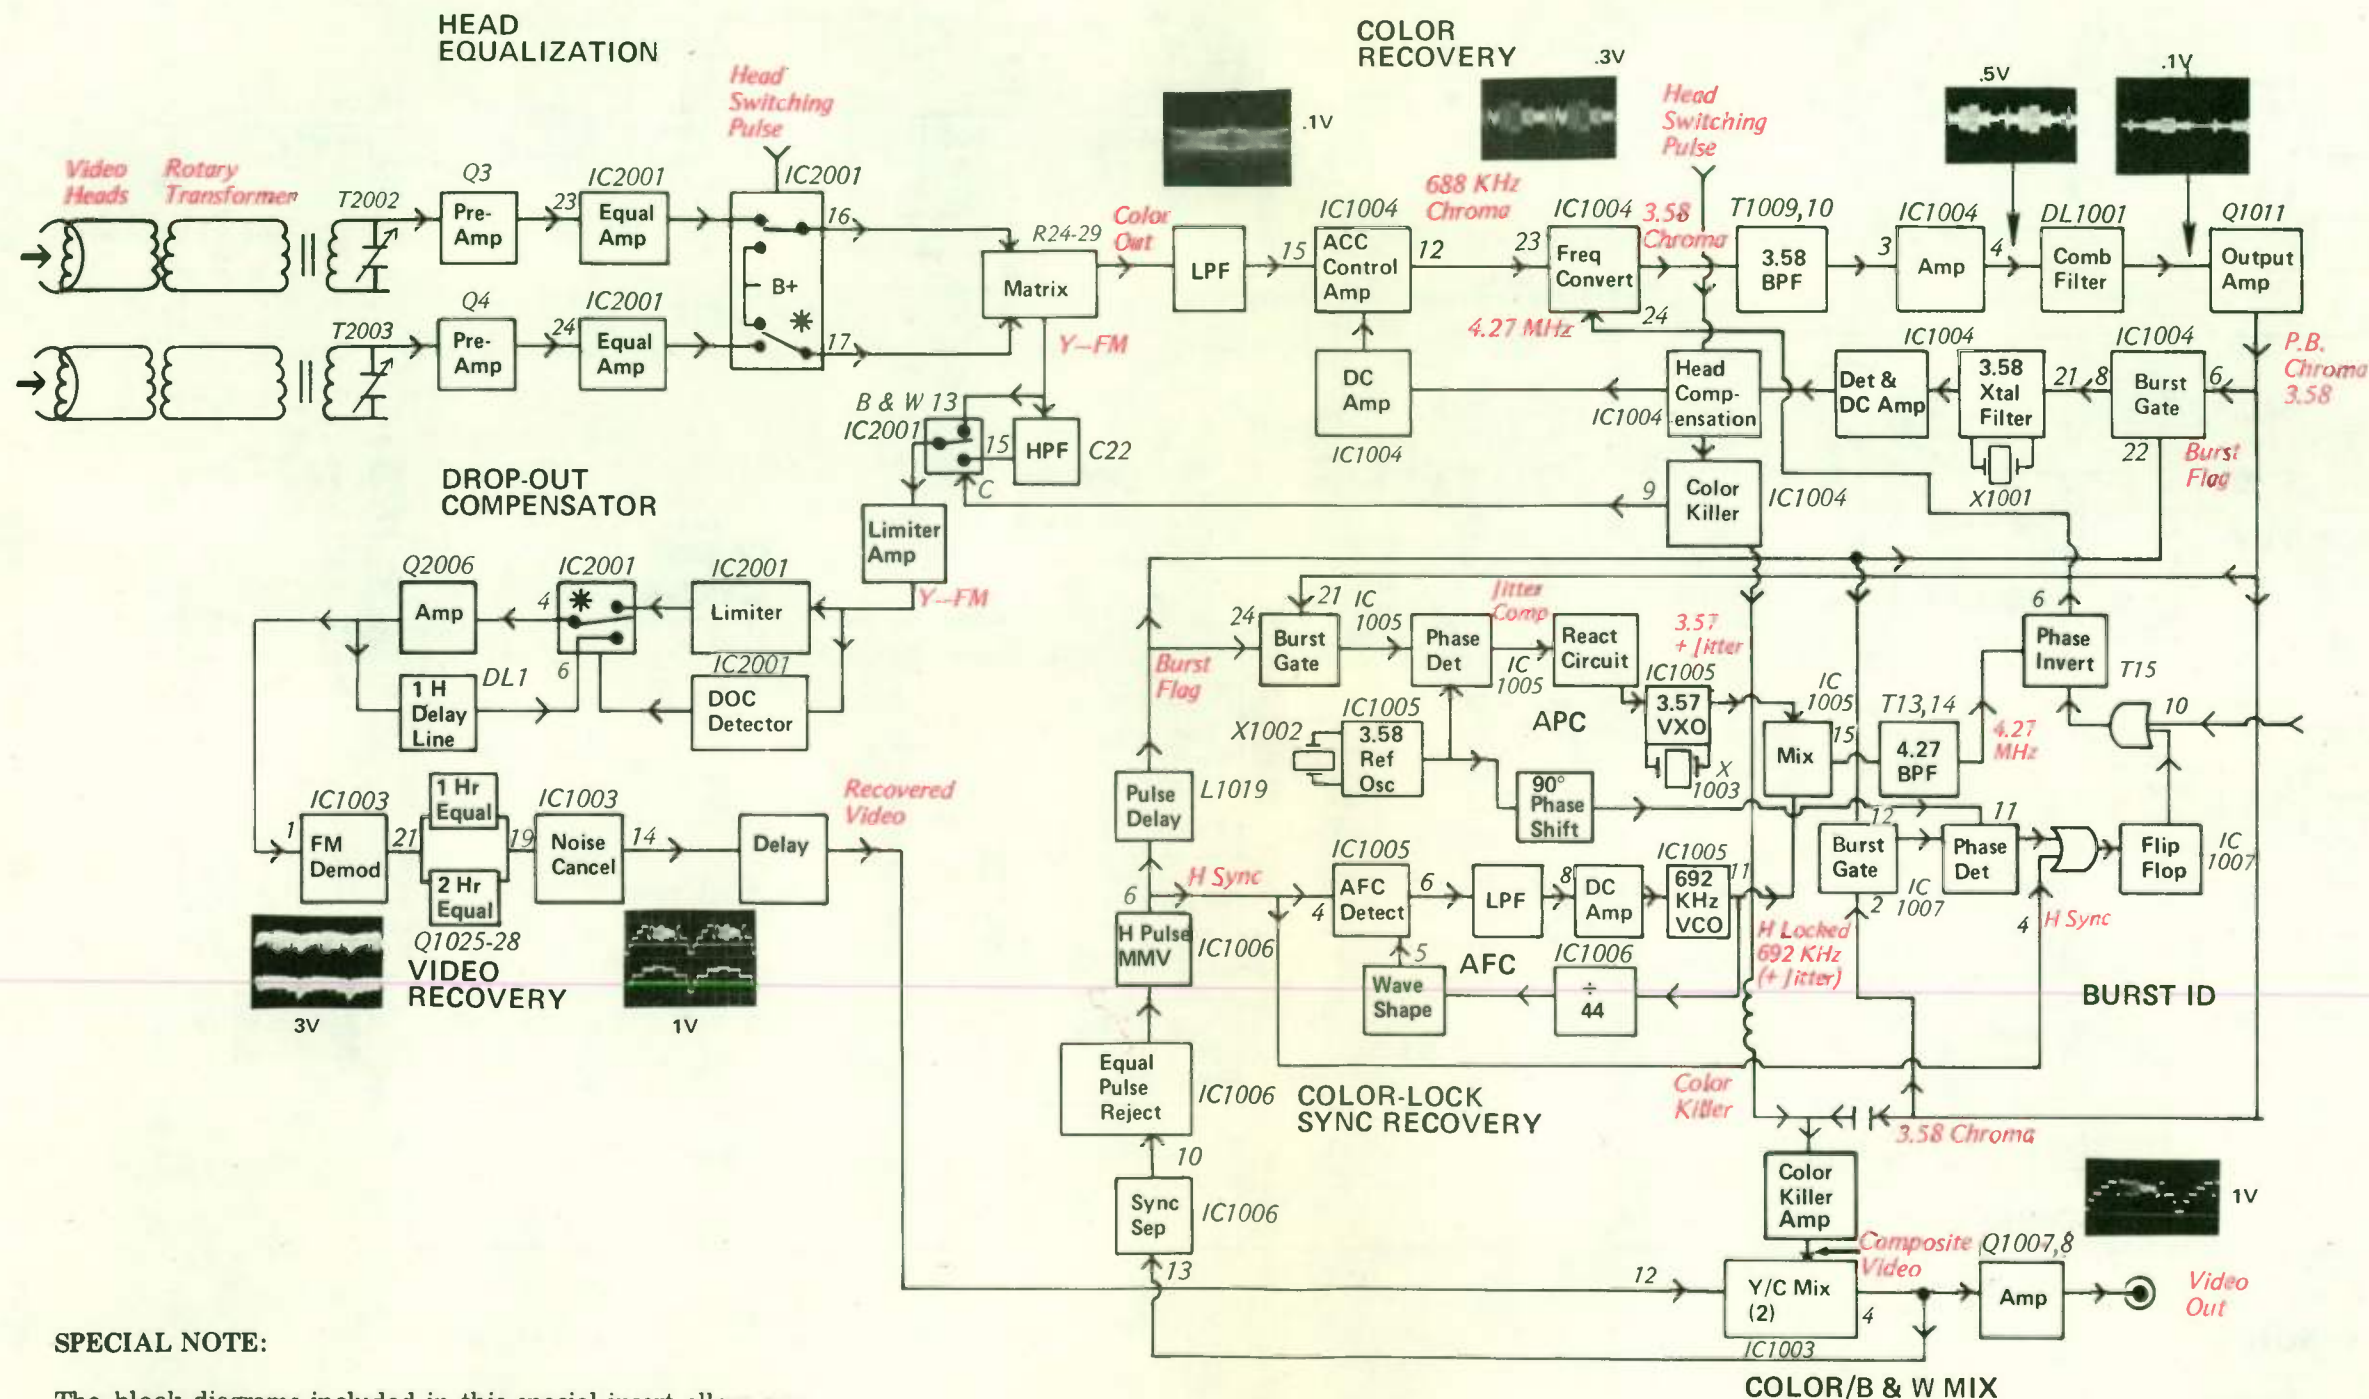 HEAD
EQUALIZATION
COLOR
RECOVERY
Head
Switching
Pulse
.3V
.1V
.5V
.1V
Head
Switching
Pulse
Video
Heads
Rotary
Transformer
T2002
Q3
Pre-
Amp
23
IC2001
Equal
Amp
IC2001
16
B+
17
T2003
Q4
Pre-
Amp
24
IC2001
Equal
Amp
R24-29
Matrix
Color
Out
Y-FM
LPF
15
IC1004
ACC
Control
Amp
12
688 KHz
Chroma
23
IC1004
Freq
Convert
3.58
Chroma
4.27 MHz
24
T1009,10
3.58
BPF
3
IC1004
Amp
4
DL1001
Comb
Filter
Q1011
Output
Amp
P.B.
Chroma
3.58
DC
Amp
IC1004
Head
Comp-
ensation
IC1004
Det &
DC Amp
IC1004
3.58
Xtal
Filter
X1001
21
8
IC1004
Burst
Gate
6
22
Burst
Flag
B & W 13
IC2001
15
C
HPF
C22
9
Color
Killer
IC1004
DROP-OUT
COMPENSATOR
Limiter
Amp
Y-FM
Q2006
Amp
4
IC2001
6
IC2001
Limiter
IC2001
DOC
Detector
1 H
Delay
Line
DL1
24
21
Burst
Gate
IC
1005
Phase
Det
IC
1005
Jitter
Comp
React
Circuit
3.57
+ Jitter
IC1005
3.57
VXO
X
1003
APC
Burst
Flag
X1002
IC1005
3.58
Ref
Osc
90°
Phase
Shift
IC
1005
Mix
15
T13,14
4.27
BPF
4.27
MHz
6
Phase
Invert
T15
10
Pulse
Delay
L1019
1
IC1003
FM
Demod
21
1 Hr
Equal
2 Hr
Equal
Q1025-28
19
IC1003
Noise
Cancel
14
Delay
Recovered
Video
VIDEO
RECOVERY
3V
1V
6
H Sync
4
IC1005
AFC
Detect
6
LPF
8
DC
Amp
IC1005
692
KHz
VCO
11
H Locked
692 KHz
(+ Jitter)
12
Burst
Gate
2
IC
1007
11
Phase
Det
4
H Sync
Flip
Flop
IC
1007
BURST ID
H Pulse
MMV
IC1006
5
Wave
Shape
AFC
IC1006
÷
44
Equal
Pulse
Reject
IC1006
COLOR-LOCK
SYNC RECOVERY
Color
Killer
3.58 Chroma
10
Sync
Sep
IC1006
13
Color
Killer
Amp
Composite
Video
1V
12
Y/C Mix
(2)
4
IC1003
Q1007,8
Amp
Video
Out
COLOR/B & W MIX
SPECIAL NOTE:
The block diagrams included in this special insert allow